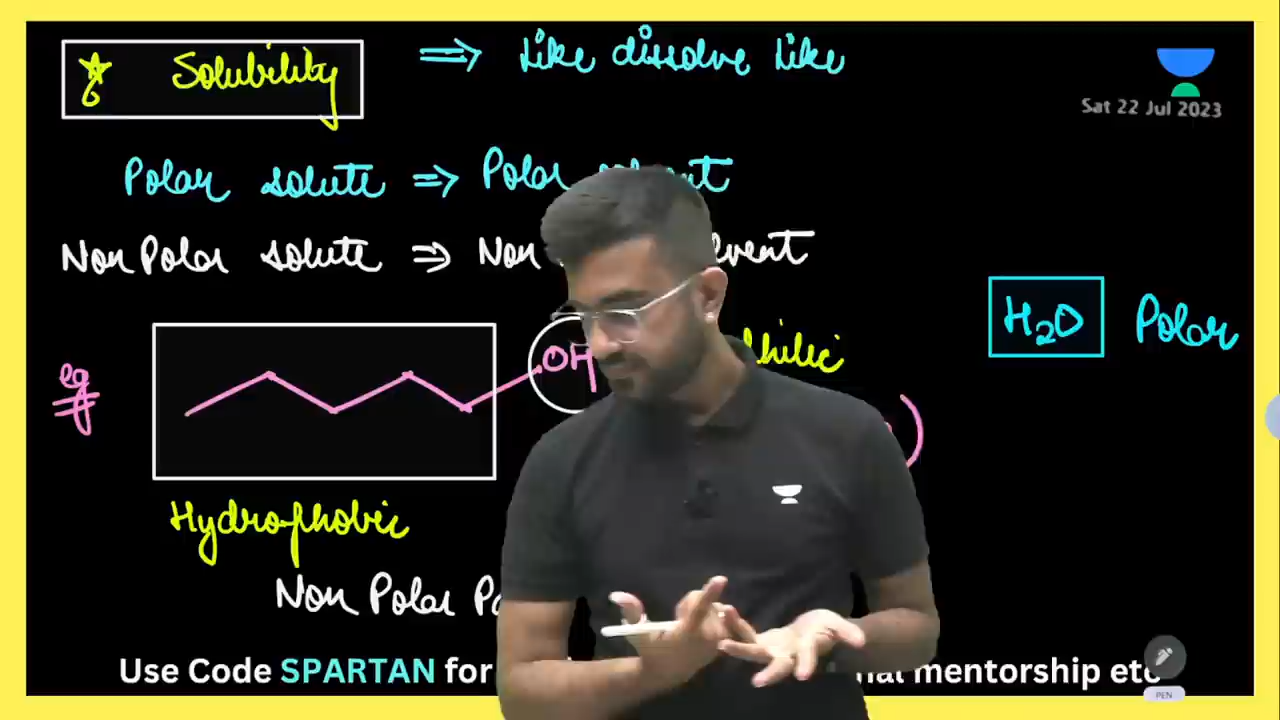 Solubility ⇒ Like dissolve Like
Sat 22 Jul 2023
Polar solute ⇒ Polar
Non Polar solute ⇒ Non
H2O Polar
eg OH
Hydrophobic
Non Polar
Use Code SPARTAN for mentorship etc
PEN